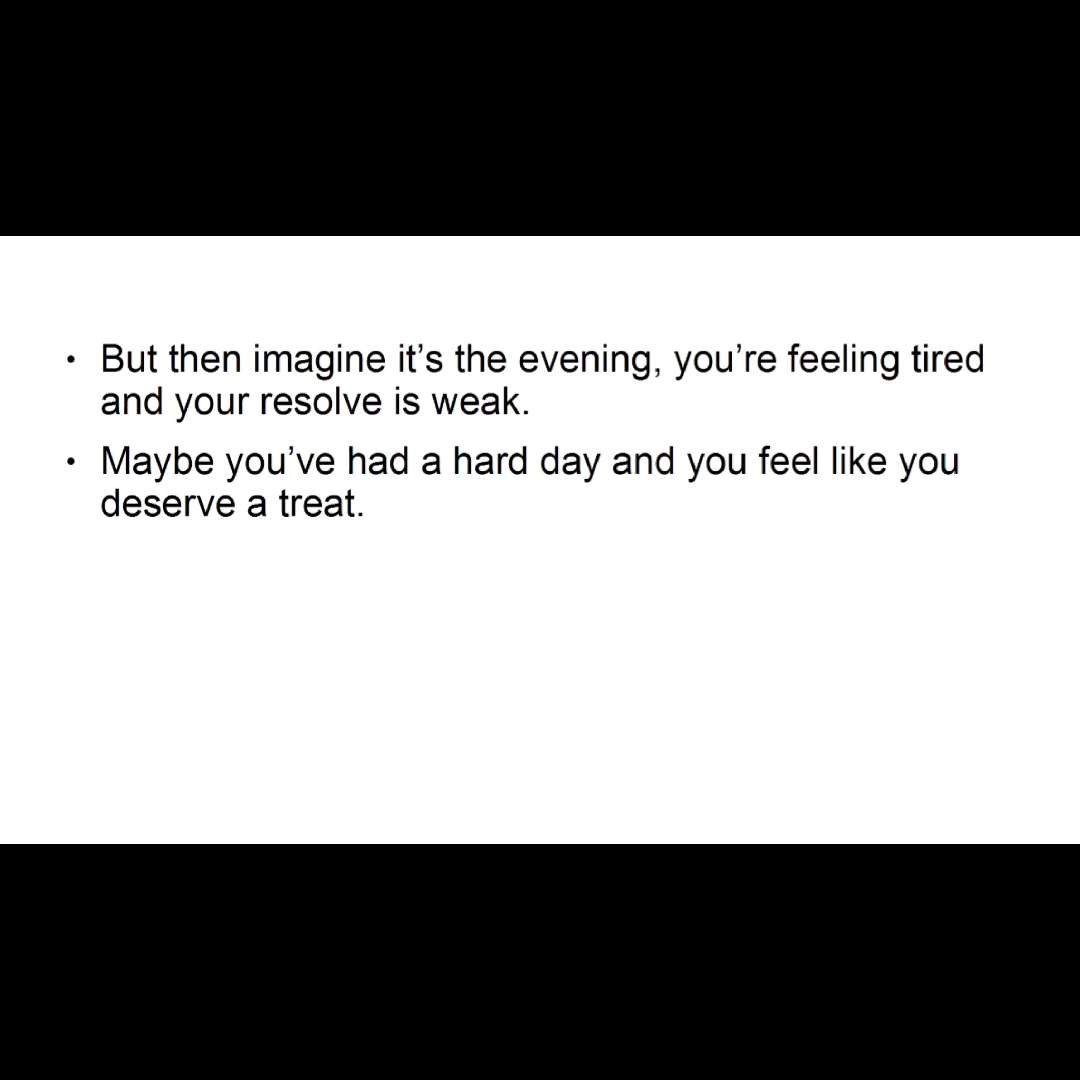 • But then imagine it’s the evening, you’re feeling tired
and your resolve is weak.
• Maybe you’ve had a hard day and you feel like you
deserve a treat.